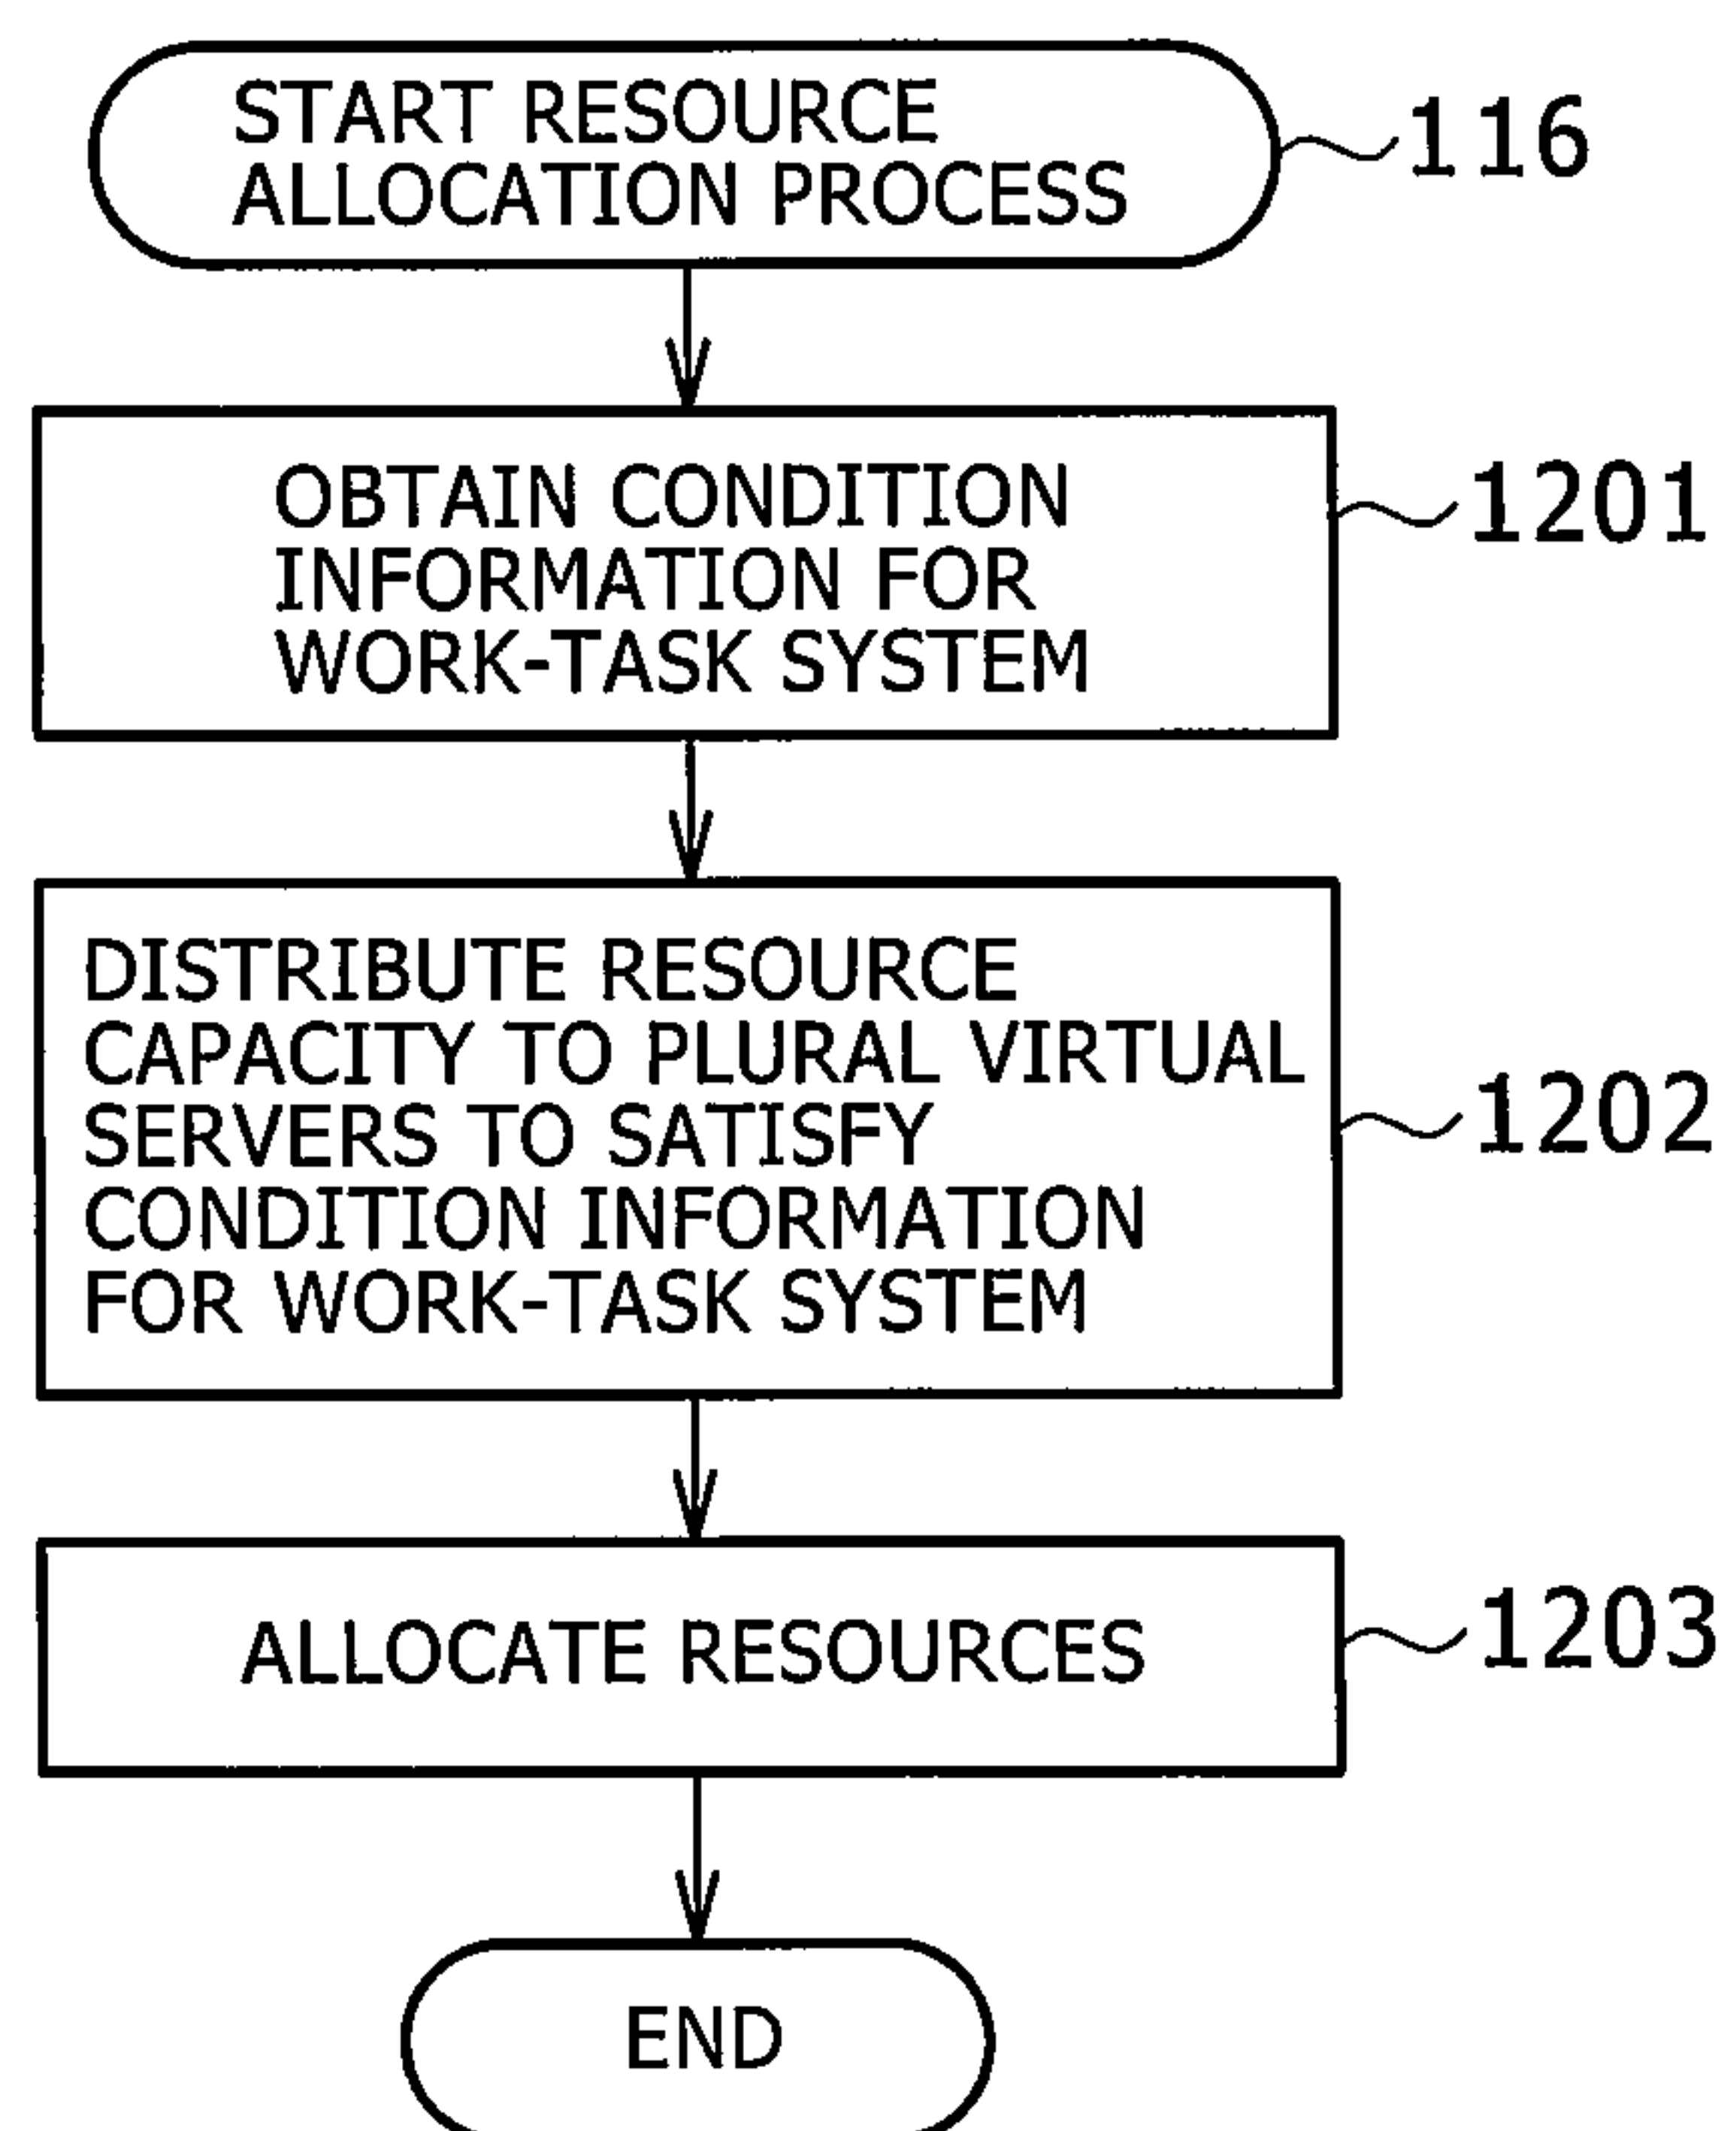 START RESOURCE
ALLOCATION PROCESS
116
OBTAIN CONDITION
INFORMATION FOR
WORK-TASK SYSTEM
1201
DISTRIBUTE RESOURCE
CAPACITY TO PLURAL VIRTUAL
SERVERS TO SATISFY
CONDITION INFORMATION
FOR WORK-TASK SYSTEM
1202
ALLOCATE RESOURCES
1203
END